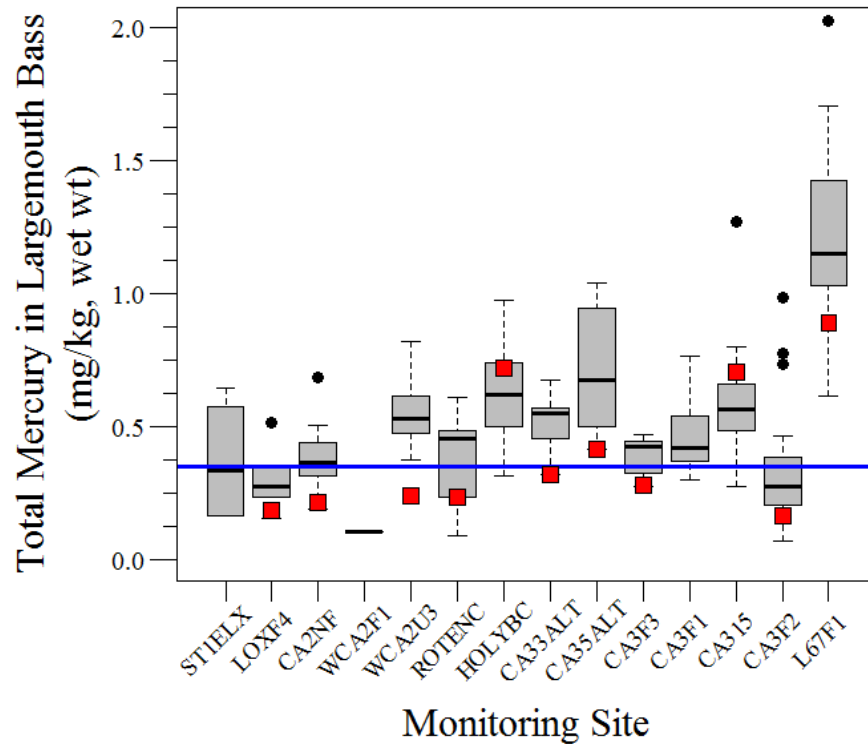 Total Mercury in Largemouth Bass
(mg/kg, wet wt)
2.0
1.5
1.0
0.5
0.0
ST1ELX
LOXF4
CA2NF
WCA2F1
WCA2U3
ROTENC
HOLYBC
CA33ALT
CA35ALT
CA3F3
CA3F1
CA315
CA3F2
L67F1
Monitoring Site